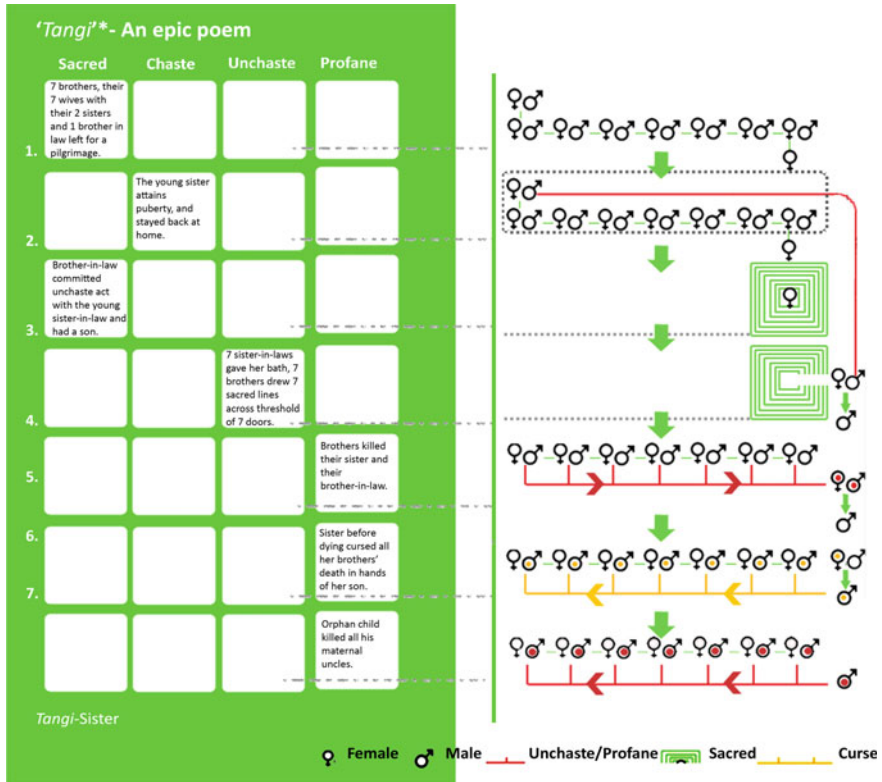 ‘Tangi’*- An epic poem
Sacred Chaste Unchaste Profane
7 brothers, their
7 wives with
their 2 sisters
and 1 brother in
law left for a
pilgrimage.
1.
The young sister
attains
puberty, and
stayed back at
home.
2.
Brother-in-law
committed
unchaste act
with the young
sister-in-law and
had a son.
3.
7 sister-in-laws
gave her bath, 7
brothers drew 7
sacred lines
across threshold
of 7 doors.
4.
Brothers killed
their sister and
their
brother-in-law.
5.
6.
Sister before
dying cursed all
her brothers’
death in hands
of her son.
7.
Orphan child
killed all his
maternal
uncles.
Tangi-Sister
Female Male Unchaste/Profane Sacred Curse